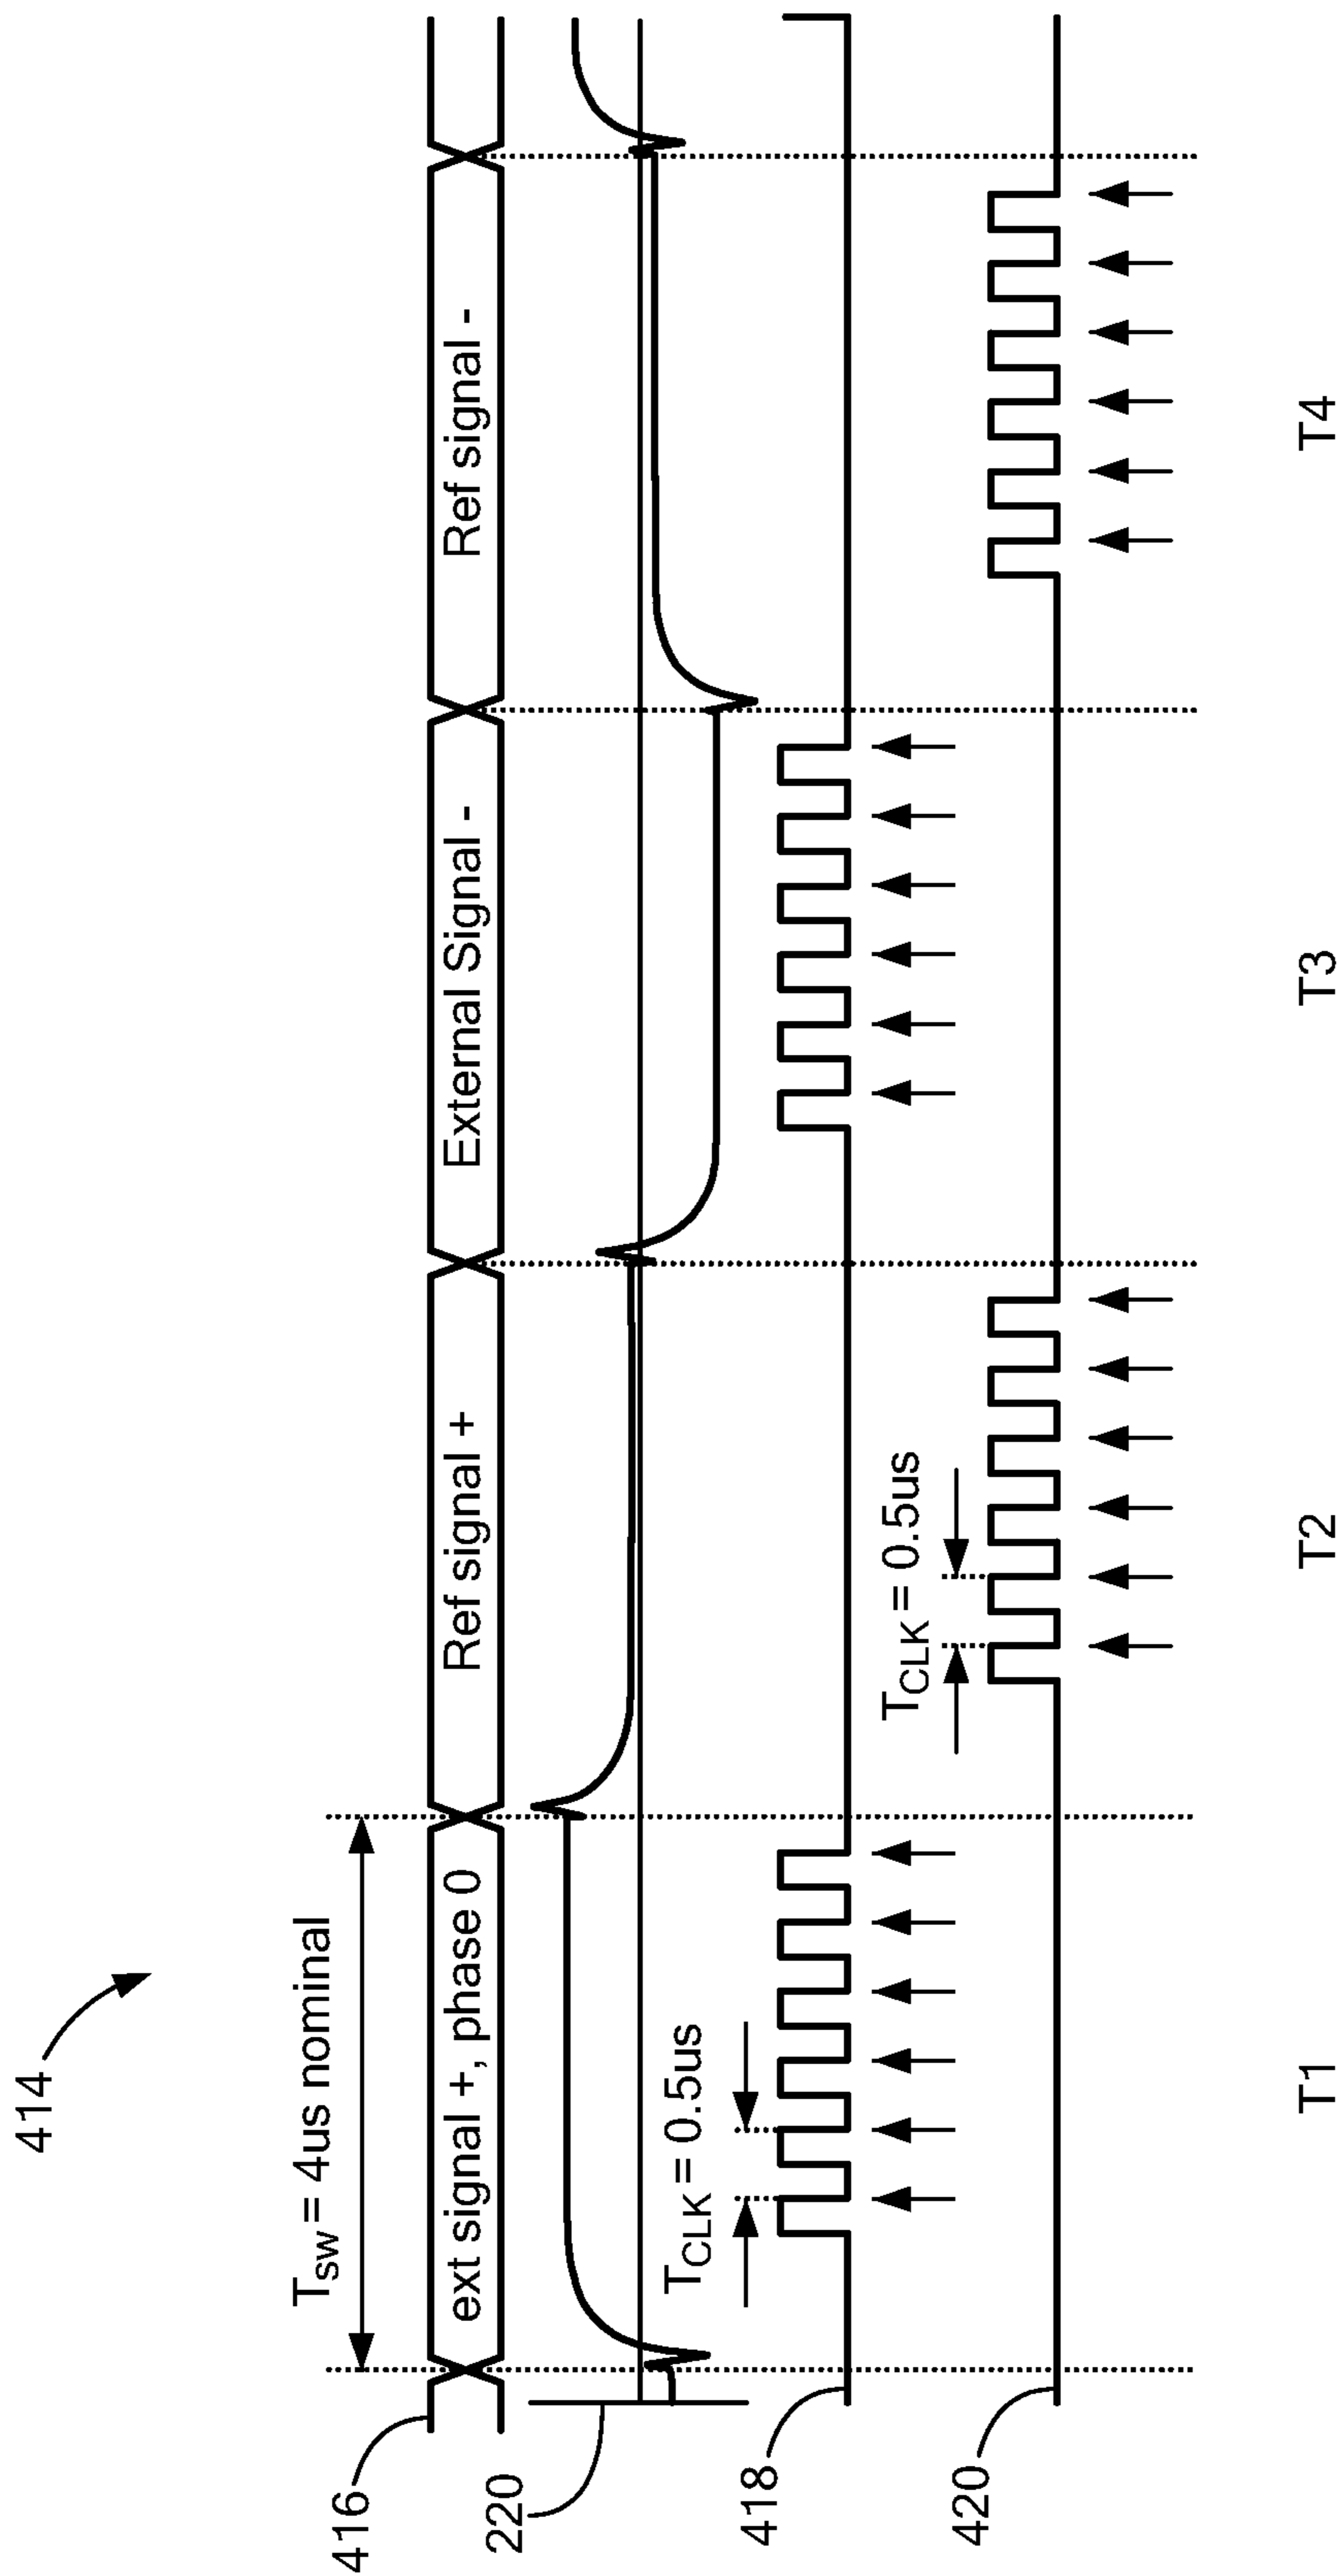 414
T_SW = 4us nominal
416
ext signal +, phase 0
Ref signal +
External Signal -
Ref signal -
220
T_CLK = 0.5us
418
T_CLK = 0.5us
420
T1
T2
T3
T4